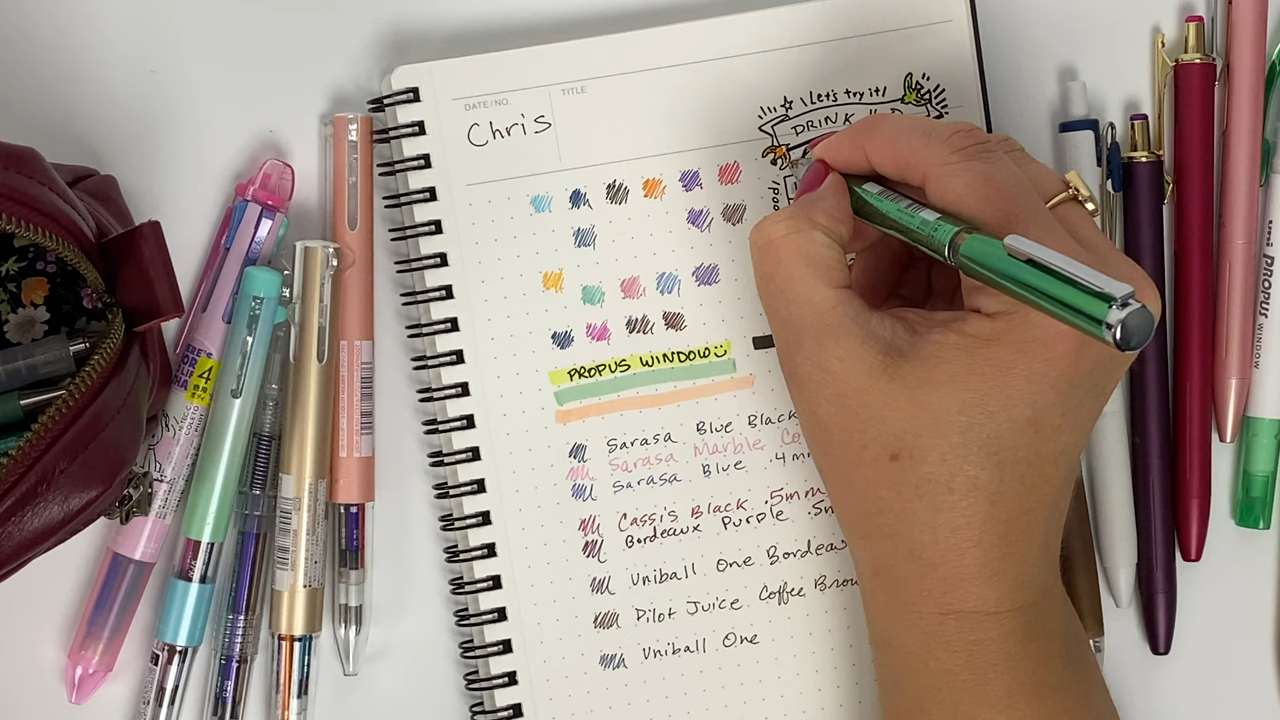 DATE/NO.
TITLE
Chris
Let's try it!
DRINK
PROPUS WINDOW
Sarasa Blue Black
Sarasa Marble
Sarasa Blue .4mm
Cassis Black .5mm
Bordeaux Purple
Uniball One
Pilot Juice Coffee
Uniball One
4
uni PROPUS
WINDOW